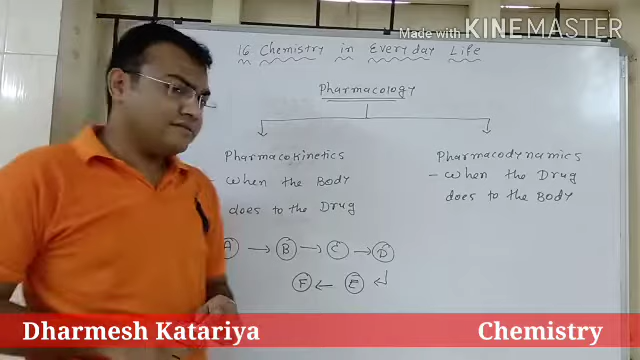 Made with KINEMASTER
16 Chemistry in Everyday Life
Pharmacology
Pharmacokinetics
- When the Body
does to the Drug
A → B → C → D
F ← E
Pharmacodynamics
- When the Drug
does to the Body
Dharmesh Katariya
Chemistry